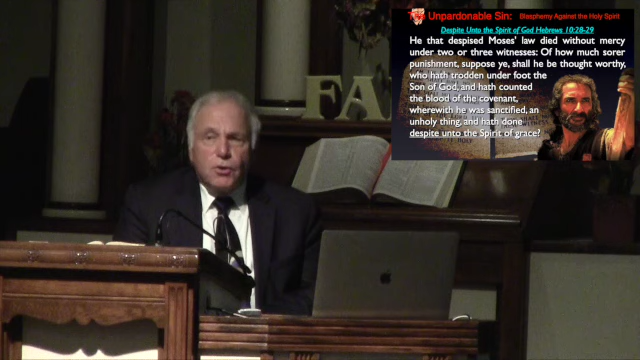 Unpardonable Sin: Blasphemy Against the Holy Spirit
Despite Unto the Spirit of God Hebrews 10:28-29
He that despised Moses' law died without mercy
under two or three witnesses: Of how much sorer
punishment, suppose ye, shall he be thought worthy,
who hath trodden under foot the
Son of God, and hath counted
the blood of the covenant,
wherewith he was sanctified, an
unholy thing, and hath done
despite unto the Spirit of grace?
FA